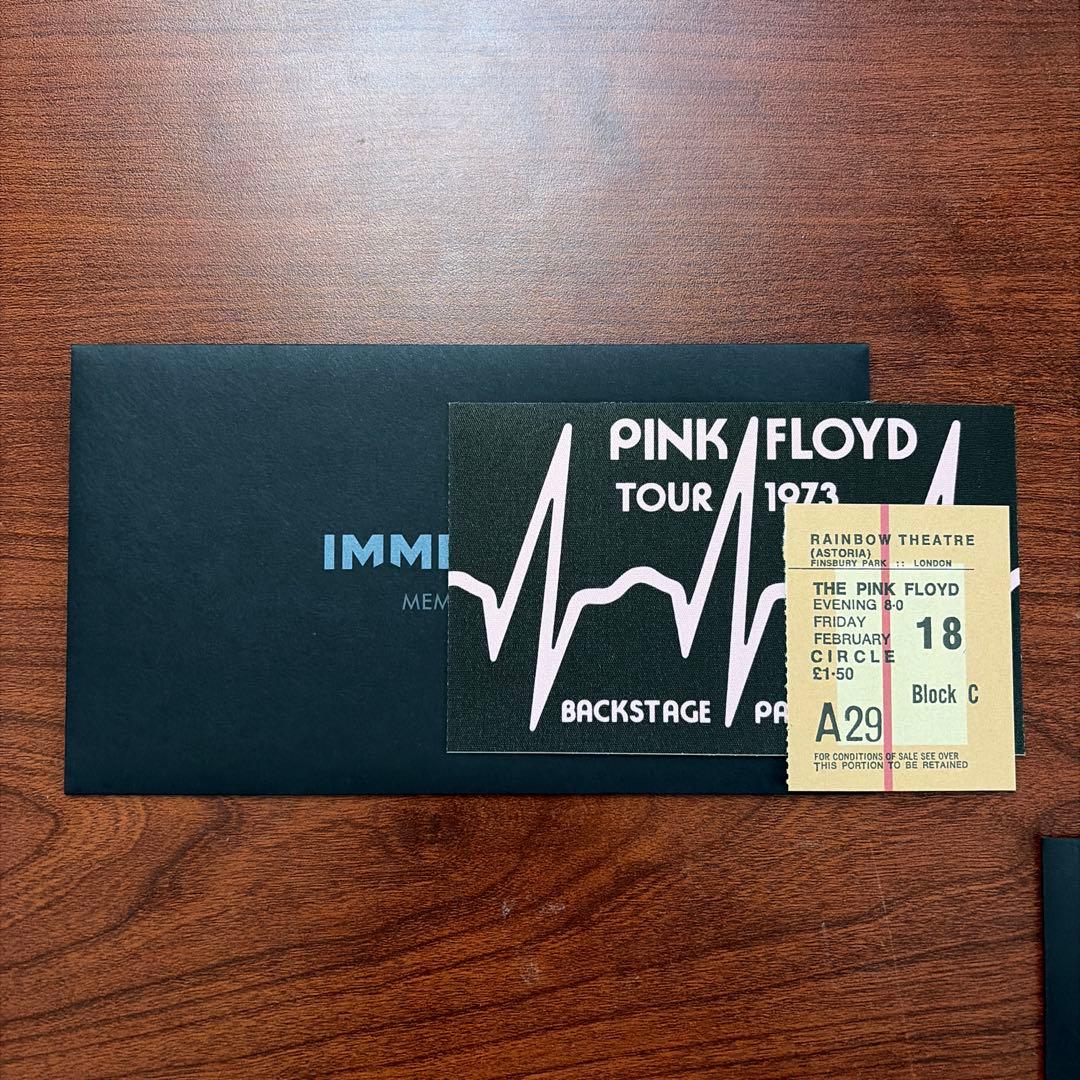 IMME
MEM
PINK FLOYD
TOUR 1973
BACKSTAGE PA
RAINBOW THEATRE
(ASTORIA)
FINSBURY PARK :: LONDON
THE PINK FLOYD
EVENING 8·0
FRIDAY
FEBRUARY 18
CIRCLE
£1·50
Block C
A29
FOR CONDITIONS OF SALE SEE OVER
THIS PORTION TO BE RETAINED